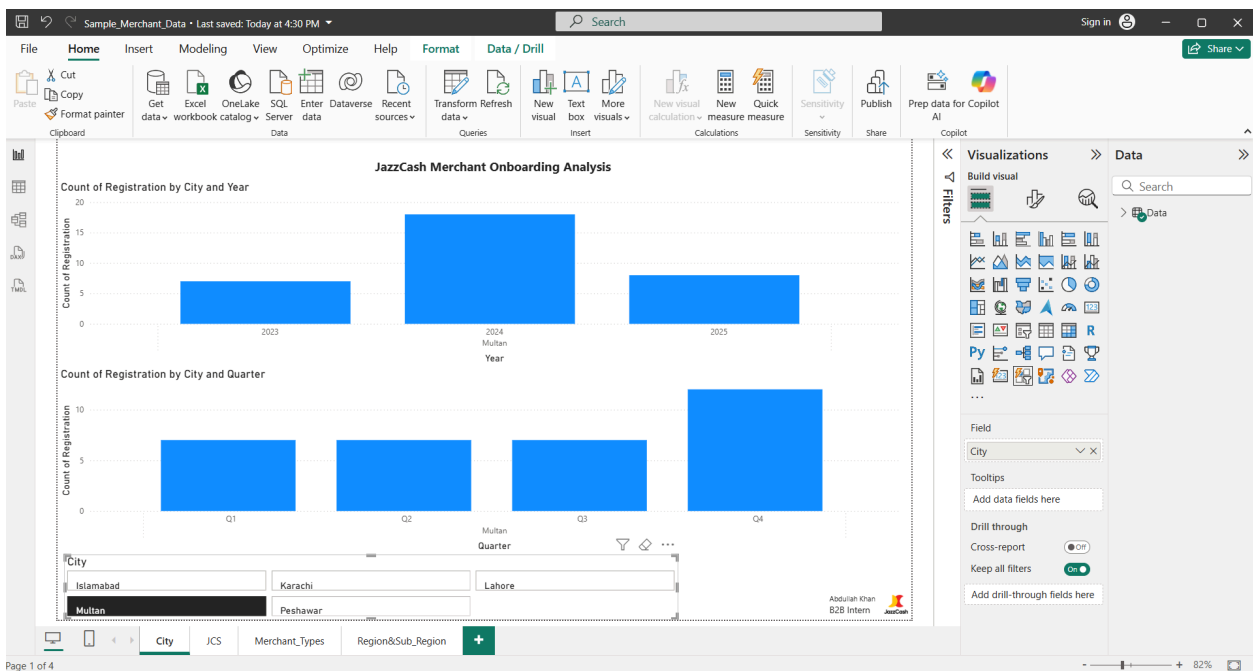 Sample_Merchant_Data • Last saved: Today at 4:30 PM
Search
Sign in
File Home Insert Modeling View Optimize Help Format Data / Drill
Share
Paste
Cut
Copy
Format painter
Clipboard
Get data
Excel workbook
OneLake catalog
SQL Server
Enter data
Dataverse
Recent sources
Data
Transform data
Refresh
Queries
New visual
Text box
More visuals
Insert
New visual calculation
New measure
Quick measure
Calculations
Sensitivity
Sensitivity
Publish
Share
Prep data for AI
Copilot
Copilot
DAX
TMDL
JazzCash Merchant Onboarding Analysis
Count of Registration by City and Year
Count of Registration
20
15
10
5
0
2023 2024 2025
Multan
Year
Count of Registration by City and Quarter
Count of Registration
10
5
0
Q1 Q2 Q3 Q4
Multan
Quarter
City
Islamabad Karachi Lahore
Multan Peshawar
Abdullah Khan
B2B Intern
JazzCash
Filters
Visualizations
Build visual
123
R
Py
...
Field
City
Tooltips
Add data fields here
Drill through
Cross-report Off
Keep all filters On
Add drill-through fields here
Data
Search
Data
City JCS Merchant_Types Region&Sub_Region
Page 1 of 4
- + 82%